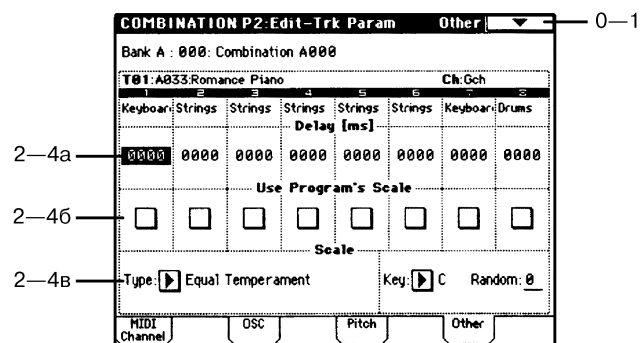 COMBINATION P2:Edit-Trk Param Other 0—1
Bank A : 000: Combination A000
T01:A033:Romance Piano Ch:Gch
1 2 3 4 5 6 7 8
Keyboar Strings Strings Strings Strings Strings Keyboar Drums
Delay [ms]
2—4а 0000 0000 0000 0000 0000 0000 0000 0000
Use Program's Scale
2—4б
Scale
2—4в Type: Equal Temperament Key: C Random: 0
MIDI Channel OSC Pitch Other